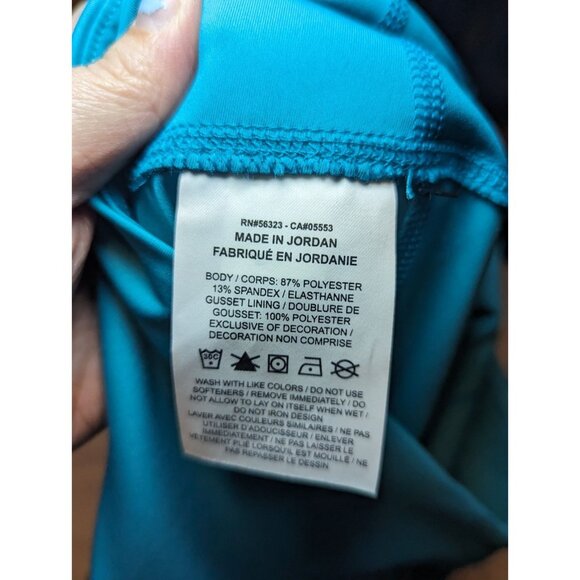 RN#56323 - CA#05553
MADE IN JORDAN
FABRIQUÉ EN JORDANIE
BODY / CORPS: 87% POLYESTER
13% SPANDEX / ELASTHANNE
GUSSET LINING / DOUBLURE DE
GOUSSET: 100% POLYESTER
EXCLUSIVE OF DECORATION /
DECORATION NON COMPRISE
36C
WASH WITH LIKE COLORS / DO NOT USE
SOFTENERS / REMOVE IMMEDIATELY / DO
NOT ALLOW TO LAY ON ITSELF WHEN WET /
DO NOT IRON DESIGN
LAVER AVEC COULEURS SIMILAIRES / NE PAS
UTILISER D'ADOUCISSEUR / ENLEVER
IMMEDIATEMENT / NE PAS LAISSER LE
VETEMENT PLIÉ LORSQU'IL EST MOUILLÉ / NE
PAS REPASSER LE DESSIN